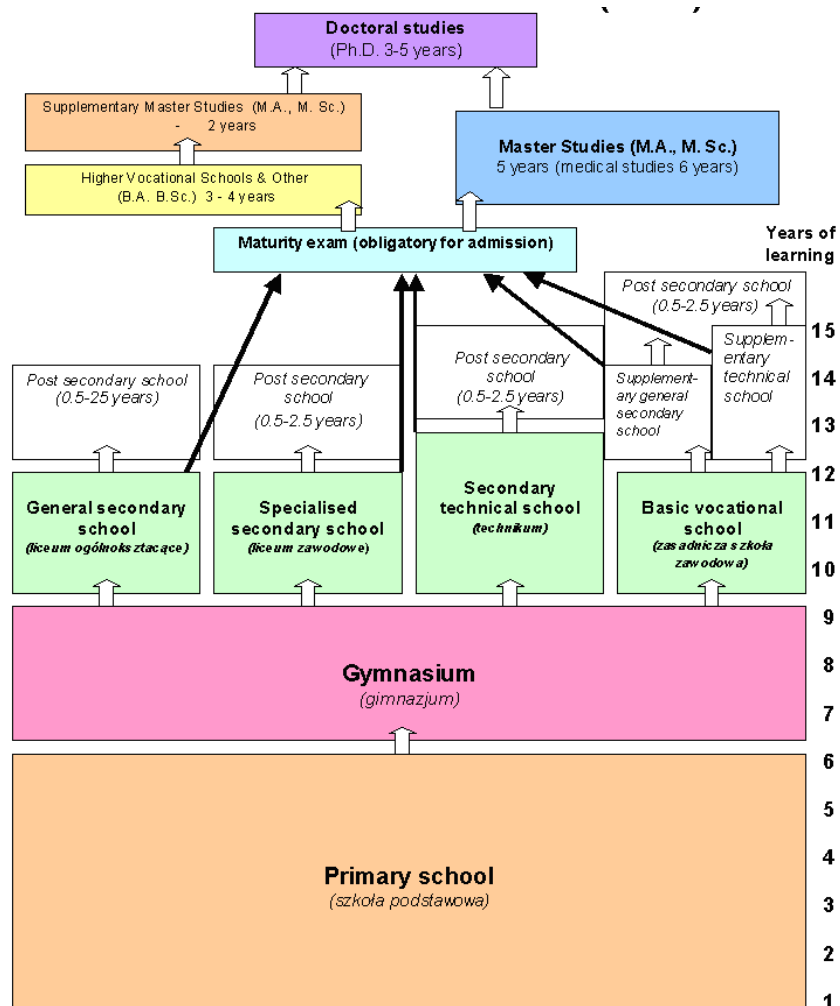 Doctoral studies
(Ph.D. 3-5 years)
Supplementary Master Studies (M.A., M. Sc.)
- 2 years
Master Studies (M.A., M. Sc.)
5 years (medical studies 6 years)
Higher Vocational Schools & Other
(B.A. B.Sc.) 3 - 4 years
Maturity exam (obligatory for admission)
Years of
learning
Post secondary school
(0.5-2.5 years)
15
Supplem-
entary
technical
school
Post secondary
school
(0.5-2.5 years)
Post secondary school
(0.5-25 years)
Post secondary
school
(0.5-2.5 years)
Supplement-
ary general
secondary
school
14
13
12
General secondary
school
(liceum ogólnoksztacące)
Specialised
secondary school
(liceum zawodowe)
Secondary
technical school
(technikum)
Basic vocational
school
(zasadnicza szkoła
zawodowa)
11
10
9
Gymnasium
(gimnazjum)
8
7
6
5
4
Primary school
(szkoła podstawowa)
3
2
1